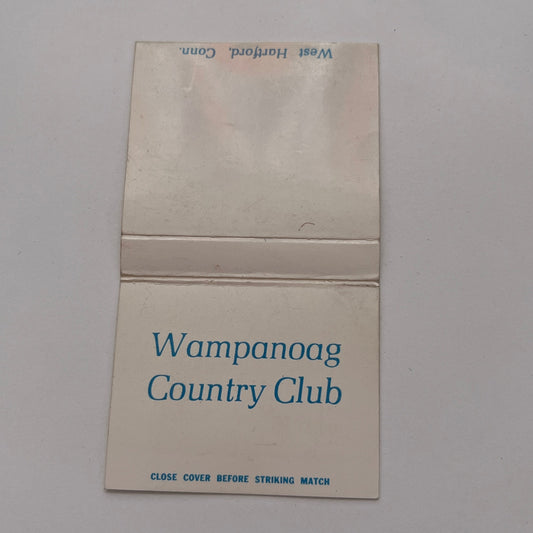 West Hartford, Conn.
Wampanoag
Country Club
CLOSE COVER BEFORE STRIKING MATCH